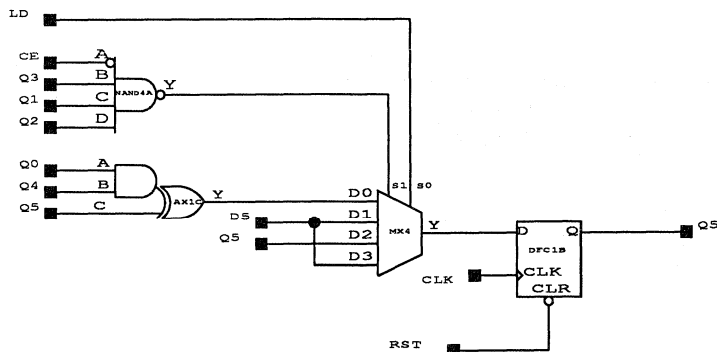 LD
CE A
Q3 B
NAND4A Y
Q1 C
Q2 D
Q0 A
Q4 B
AX1C Y
Q5 C
S1 S0
D0
D5 D1
MX4 Y
Q5 D2
D3
D Q Q5
DFC1B
CLK CLK
CLR
RST